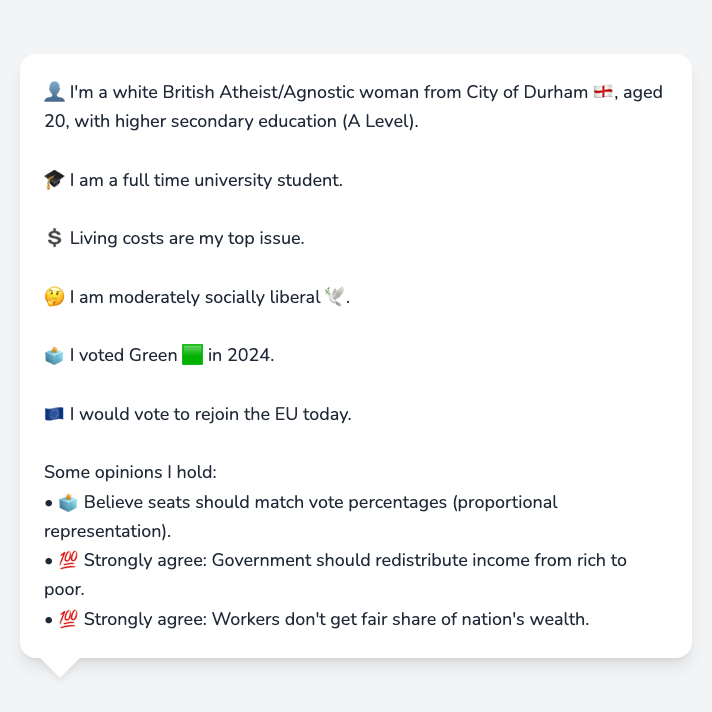 👤 I'm a white British Atheist/Agnostic woman from City of Durham 🏴󠁧󠁢󠁥󠁮󠁧󠁿, aged
20, with higher secondary education (A Level).
🎓 I am a full time university student.
💲 Living costs are my top issue.
🤔 I am moderately socially liberal 🕊️.
🗳️ I voted Green 🟩 in 2024.
🇪🇺 I would vote to rejoin the EU today.
Some opinions I hold:
• 🗳️ Believe seats should match vote percentages (proportional
representation).
• 💯 Strongly agree: Government should redistribute income from rich to
poor.
• 💯 Strongly agree: Workers don't get fair share of nation's wealth.